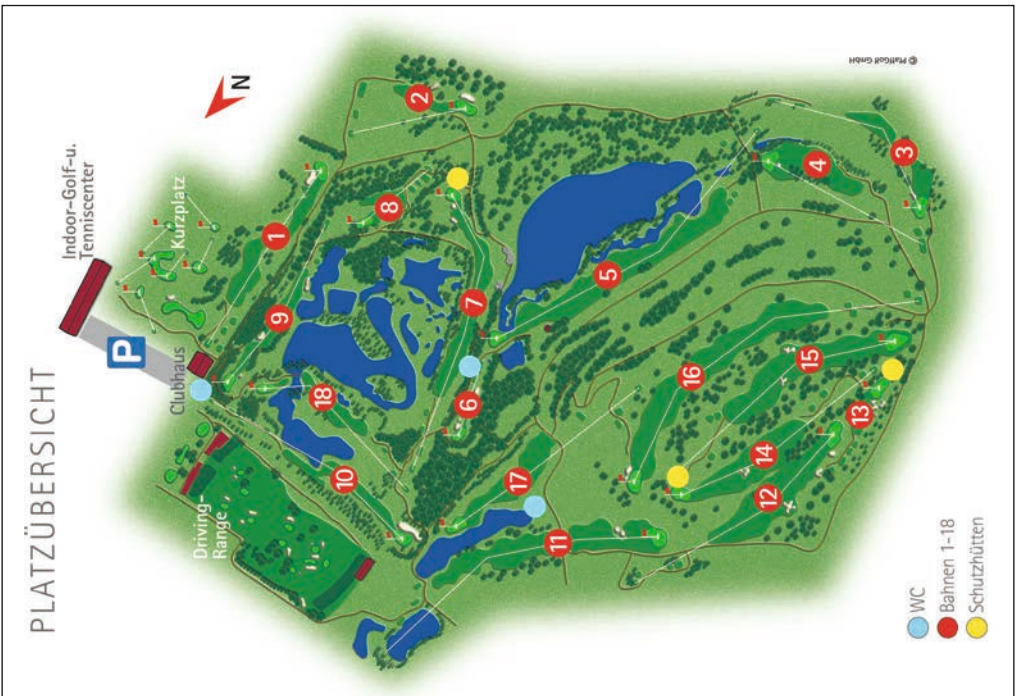 PLATZÜBERSICHT
Indoor-Golf-u.
Tenniscenter
Kurzplatz
P
Clubhaus
Driving-
Range
N
© PfaffGolf GmbH
1
2
3
4
5
6
7
8
9
10
11
12
13
14
15
16
17
18
WC
Bahnen 1-18
Schutzhütten